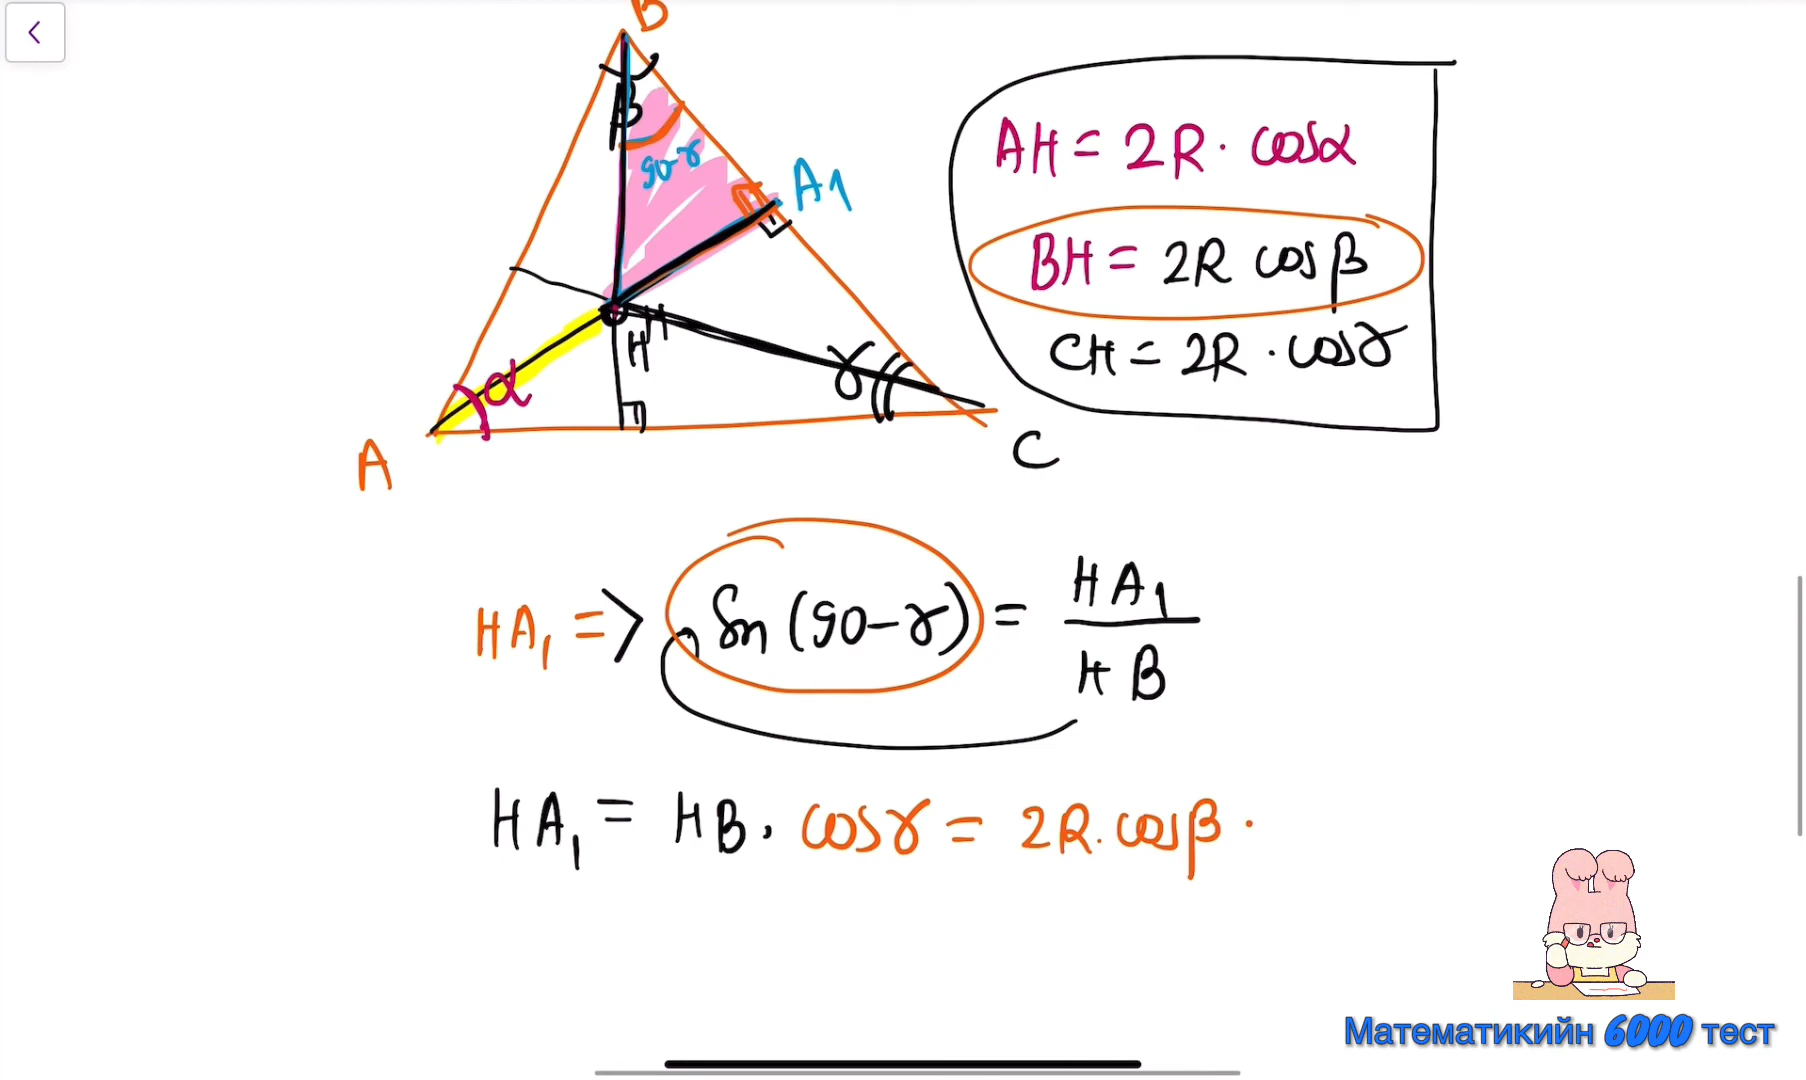 B
β
90-γ
A1
H
H
α
γ
A
C
AH = 2R · cosα
BH = 2R cosβ
CH = 2R · cosγ
HA₁ => Sin (90-γ) = HA₁ / HB
HA₁ = HB · cosγ = 2R · cosβ ·
Математикийн 6000 тест